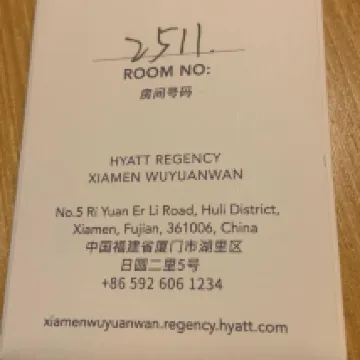 2511.
ROOM NO:
房间号码
HYATT REGENCY
XIAMEN WUYUANWAN
No.5 Ri Yuan Er Li Road, Huli District,
Xiamen, Fujian, 361006, China
中国福建省厦门市湖里区
日圆二里5号
+86 592 606 1234
xiamenwuyuanwan.regency.hyatt.com